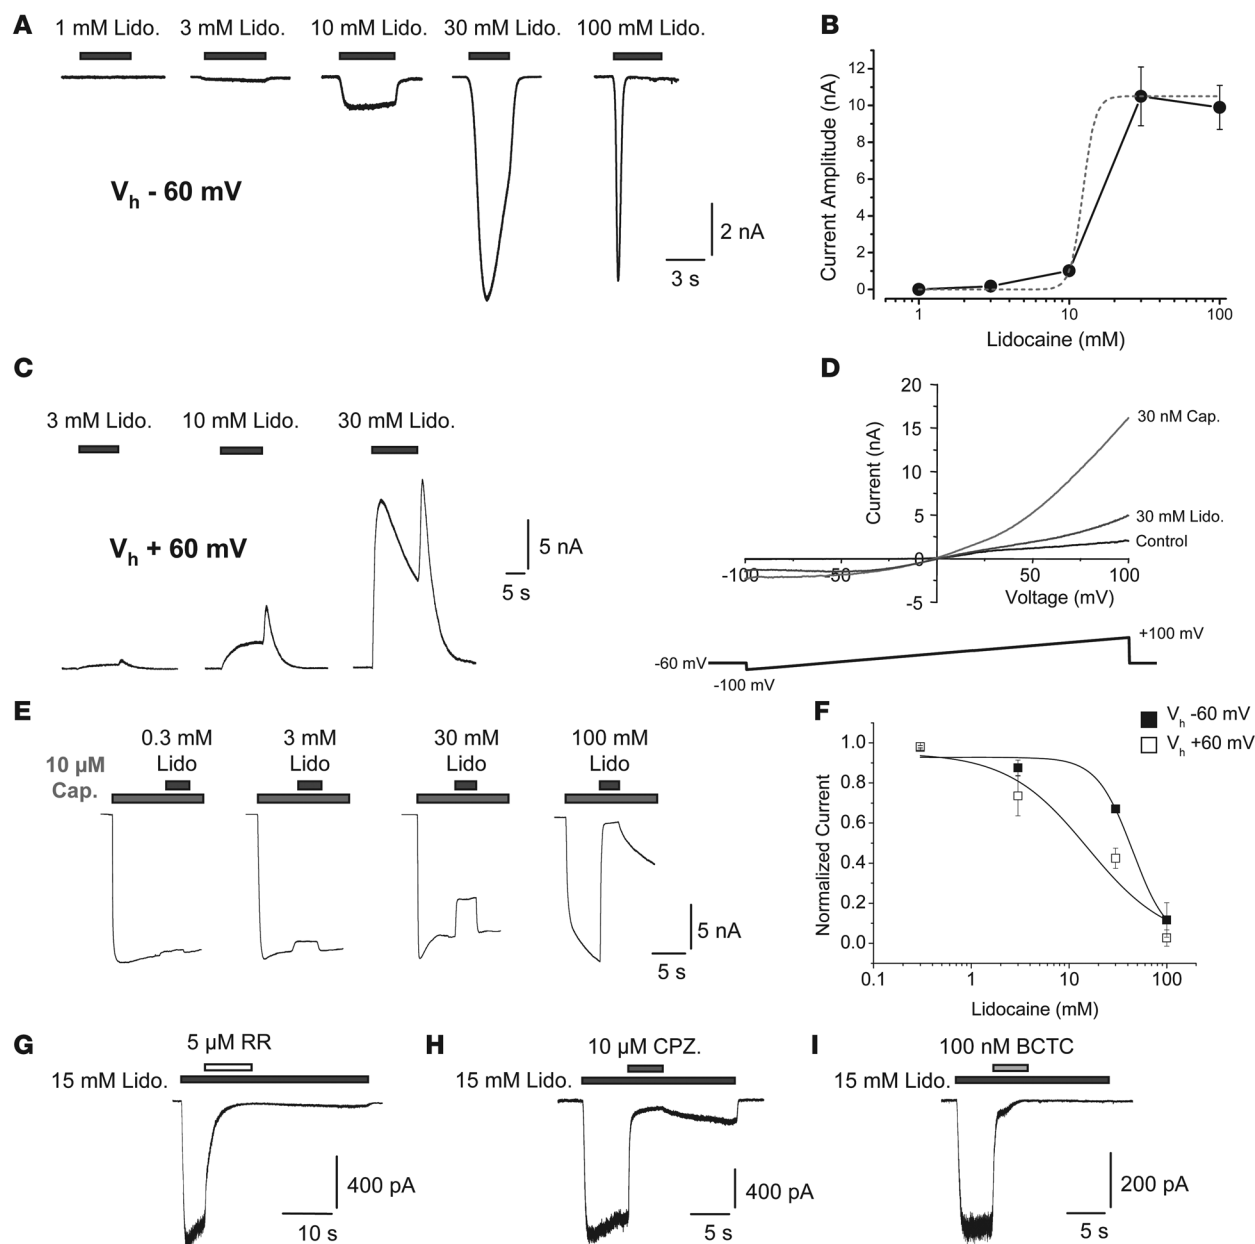 A
1 mM Lido. 3 mM Lido. 10 mM Lido. 30 mM Lido. 100 mM Lido.
Vh - 60 mV
2 nA
3 s
B
Current Amplitude (nA)
12
10
8
6
4
2
0
1 10 100
Lidocaine (mM)
C
3 mM Lido. 10 mM Lido. 30 mM Lido.
Vh + 60 mV
5 nA
5 s
D
Current (nA)
20
15
10
5
0
-5
-100 -50 50 100
Voltage (mV)
30 nM Cap.
30 mM Lido.
Control
-60 mV
-100 mV
+100 mV
E
10 µM
Cap.
0.3 mM
Lido
3 mM
Lido
30 mM
Lido
100 mM
Lido
5 nA
5 s
F
Vh -60 mV
Vh +60 mV
Normalized Current
1.0
0.8
0.6
0.4
0.2
0.0
0.1 1 10 100
Lidocaine (mM)
G
5 µM RR
15 mM Lido.
400 pA
10 s
H
10 µM CPZ.
15 mM Lido.
400 pA
5 s
I
100 nM BCTC
15 mM Lido.
200 pA
5 s